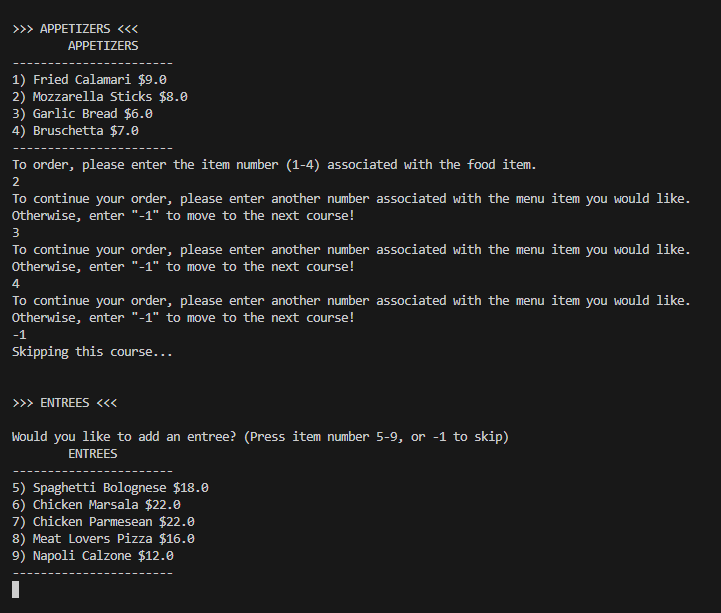 >>> APPETIZERS <<<
APPETIZERS
-----------------------
1) Fried Calamari $9.0
2) Mozzarella Sticks $8.0
3) Garlic Bread $6.0
4) Bruschetta $7.0
-----------------------
To order, please enter the item number (1-4) associated with the food item.
2
To continue your order, please enter another number associated with the menu item you would like.
Otherwise, enter "-1" to move to the next course!
3
To continue your order, please enter another number associated with the menu item you would like.
Otherwise, enter "-1" to move to the next course!
4
To continue your order, please enter another number associated with the menu item you would like.
Otherwise, enter "-1" to move to the next course!
-1
Skipping this course...
>>> ENTREES <<<
Would you like to add an entree? (Press item number 5-9, or -1 to skip)
ENTREES
-----------------------
5) Spaghetti Bolognese $18.0
6) Chicken Marsala $22.0
7) Chicken Parmesean $22.0
8) Meat Lovers Pizza $16.0
9) Napoli Calzone $12.0
-----------------------